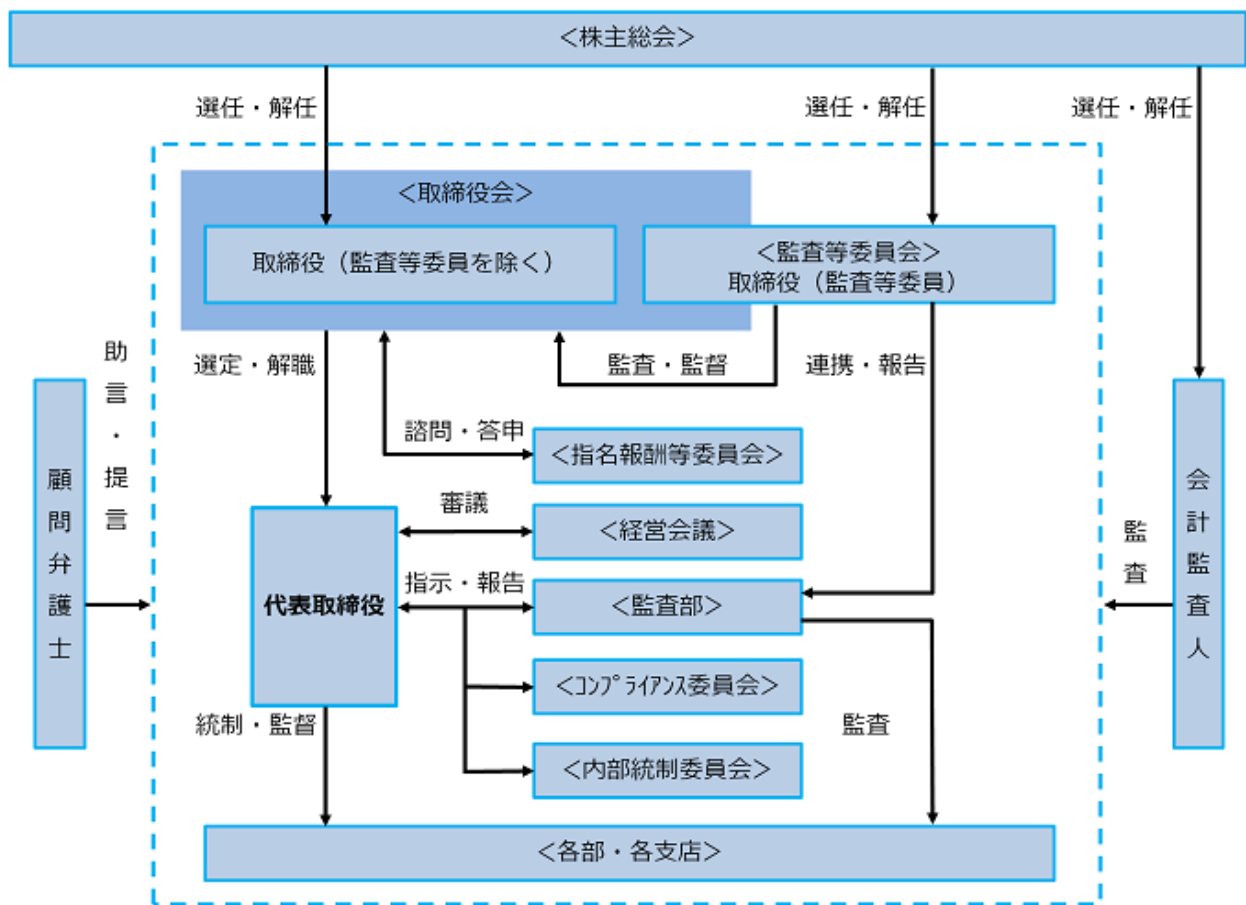 ＜株主総会＞
選任・解任
選任・解任
選任・解任
＜取締役会＞
取締役（監査等委員を除く）
＜監査等委員会＞
取締役（監査等委員）
選定・解職
監査・監督
連携・報告
助言・提言
顧問弁護士
諮問・答申
＜指名報酬等委員会＞
審議
＜経営会議＞
代表取締役
指示・報告
＜監査部＞
＜ｺﾝﾌﾟﾗｲｱﾝｽ委員会＞
＜内部統制委員会＞
統制・監督
監査
監査
会計監査人
＜各部・各支店＞